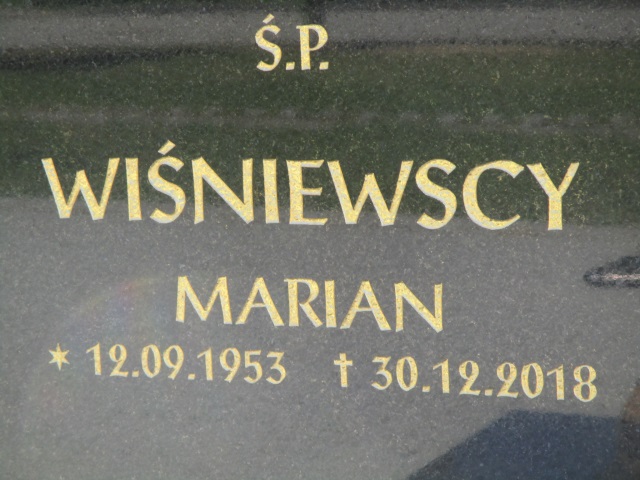 Ś.P.
WIŚNIEWSCY
MARIAN
* 12.09.1953 † 30.12.2018